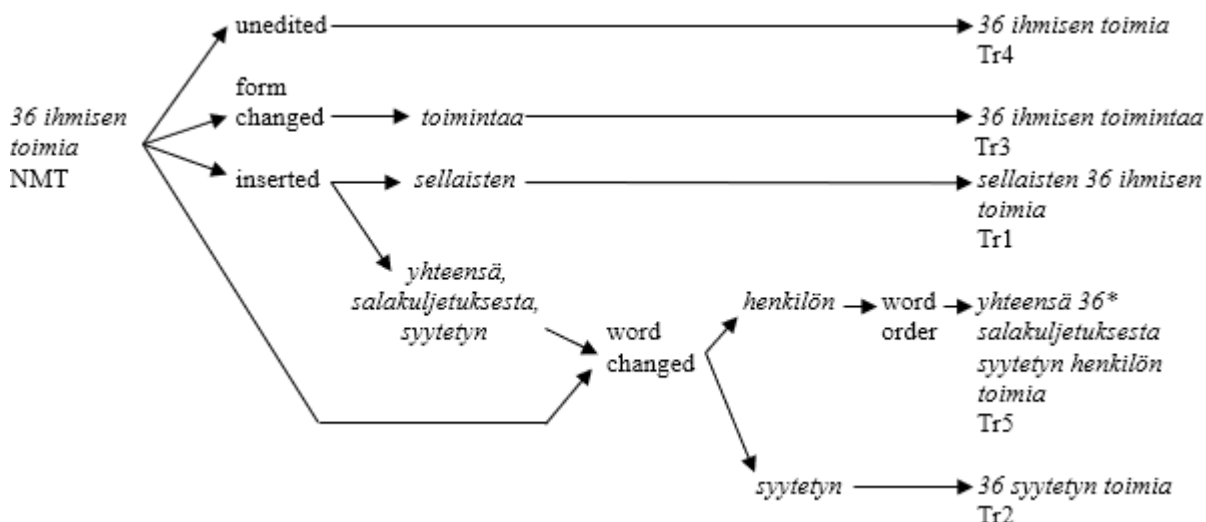 unedited
36 ihmisen toimia
Tr4
form
changed
toimintaa
36 ihmisen toimintaa
Tr3
36 ihmisen
toimia
NMT
inserted
sellaisten
sellaisten 36 ihmisen
toimia
Tr1
yhteensä,
salakuljetuksesta,
syytetyn
word
changed
henkilön
word
order
yhteensä 36*
salakuljetuksesta
syytetyn henkilön
toimia
Tr5
syytetyn
36 syytetyn toimia
Tr2